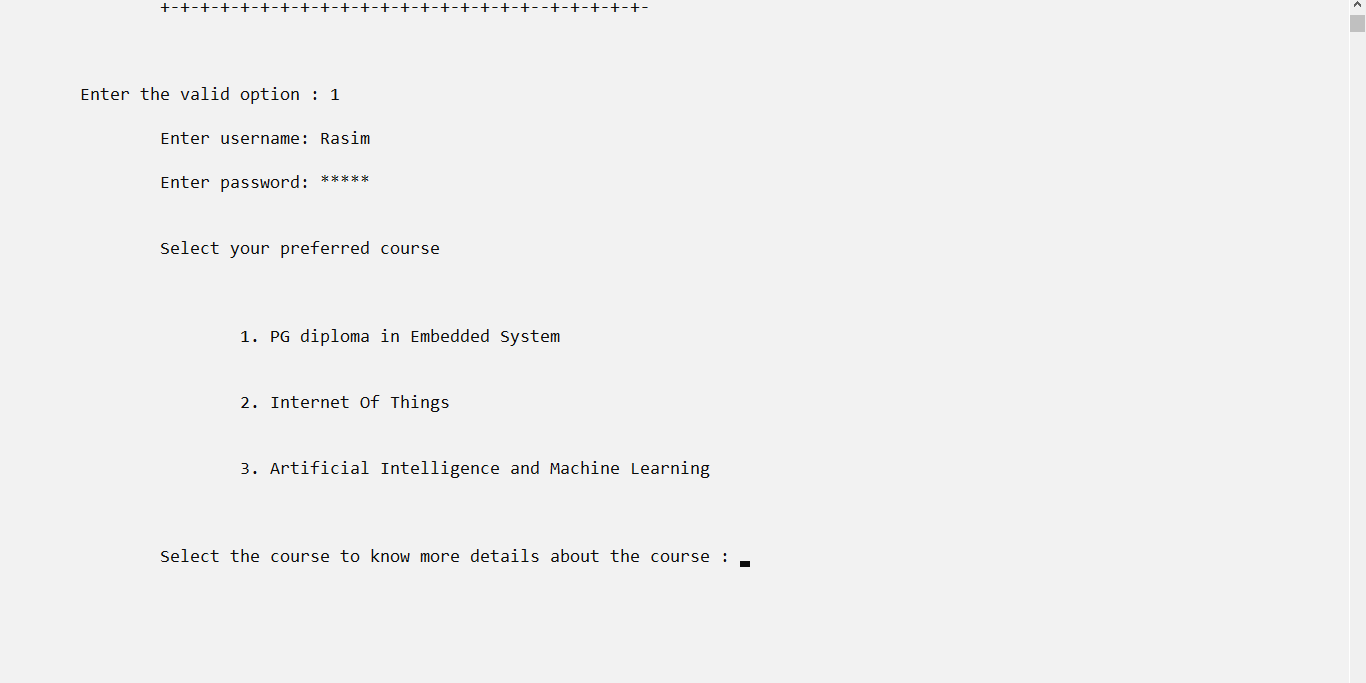 +-+-+-+-+-+-+-+-+-+-+-+-+-+-+-+-+-+-+--+-+-+-+-+-
Enter the valid option : 1
Enter username: Rasim
Enter password: *****
Select your preferred course
1. PG diploma in Embedded System
2. Internet Of Things
3. Artificial Intelligence and Machine Learning
Select the course to know more details about the course :